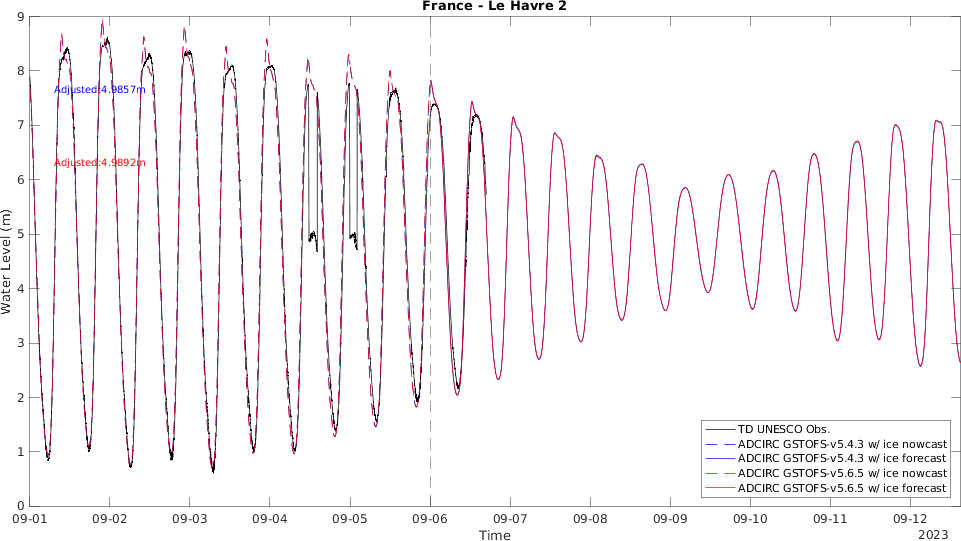 France - Le Havre 2
9
8
7
6
5
4
3
2
1
0
Water Level (m)
Adjusted:4.9857m
Adjusted:4.9892m
TD UNESCO Obs.
ADCIRC GSTOFS-v5.4.3 w/ ice nowcast
ADCIRC GSTOFS-v5.4.3 w/ ice forecast
ADCIRC GSTOFS-v5.6.5 w/ ice nowcast
ADCIRC GSTOFS-v5.6.5 w/ ice forecast
09-01 09-02 09-03 09-04 09-05 09-06 09-07 09-08 09-09 09-10 09-11 09-12
Time
2023